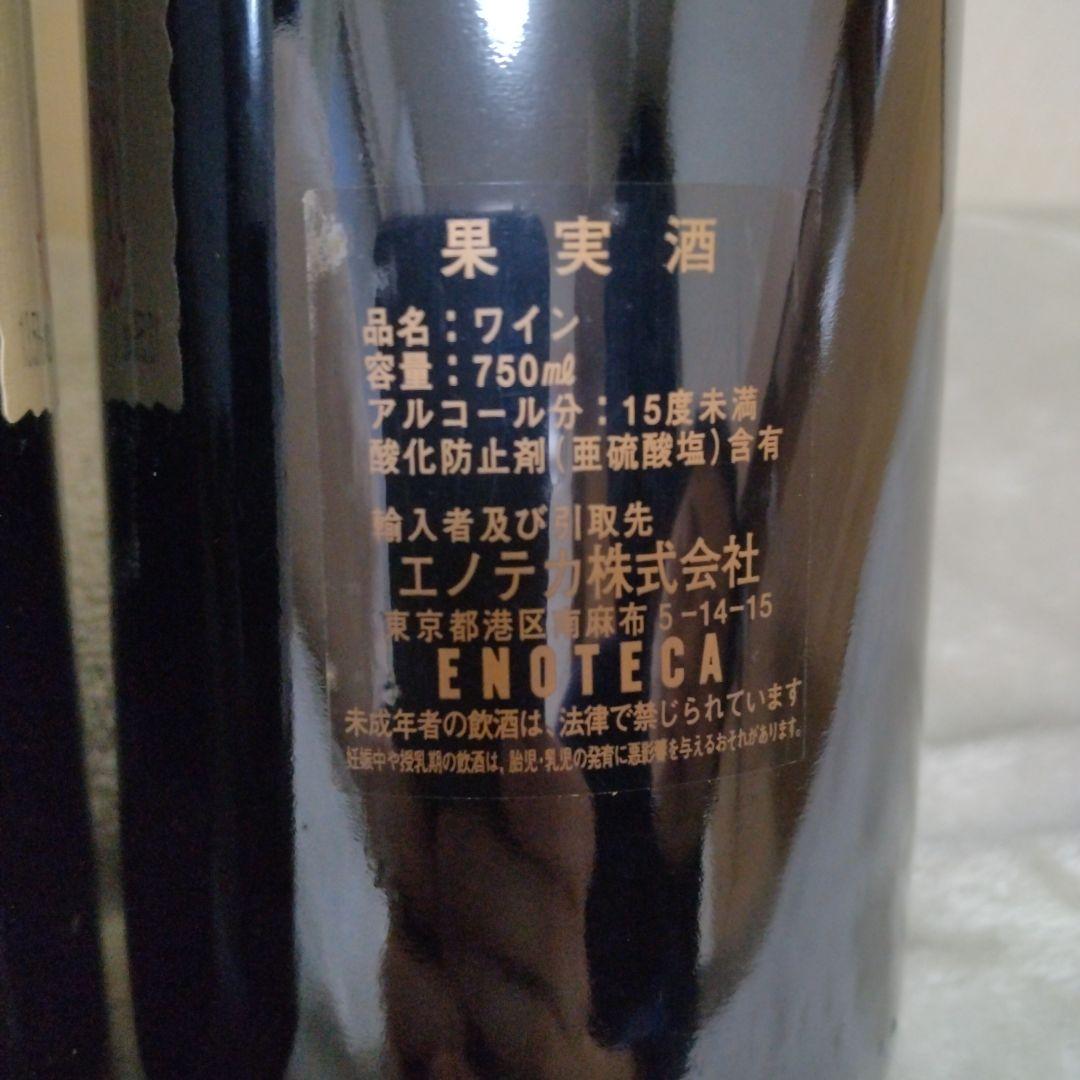 果実酒
品名：ワイン
容量：750㎖
アルコール分：15度未満
酸化防止剤(亜硫酸塩)含有
輸入者及び引取先
エノテカ株式会社
東京都港区南麻布 5-14-15
ENOTECA
未成年者の飲酒は、法律で禁じられています
妊娠中や授乳期の飲酒は、胎児・乳児の発育に悪影響を与えるおそれがあります。